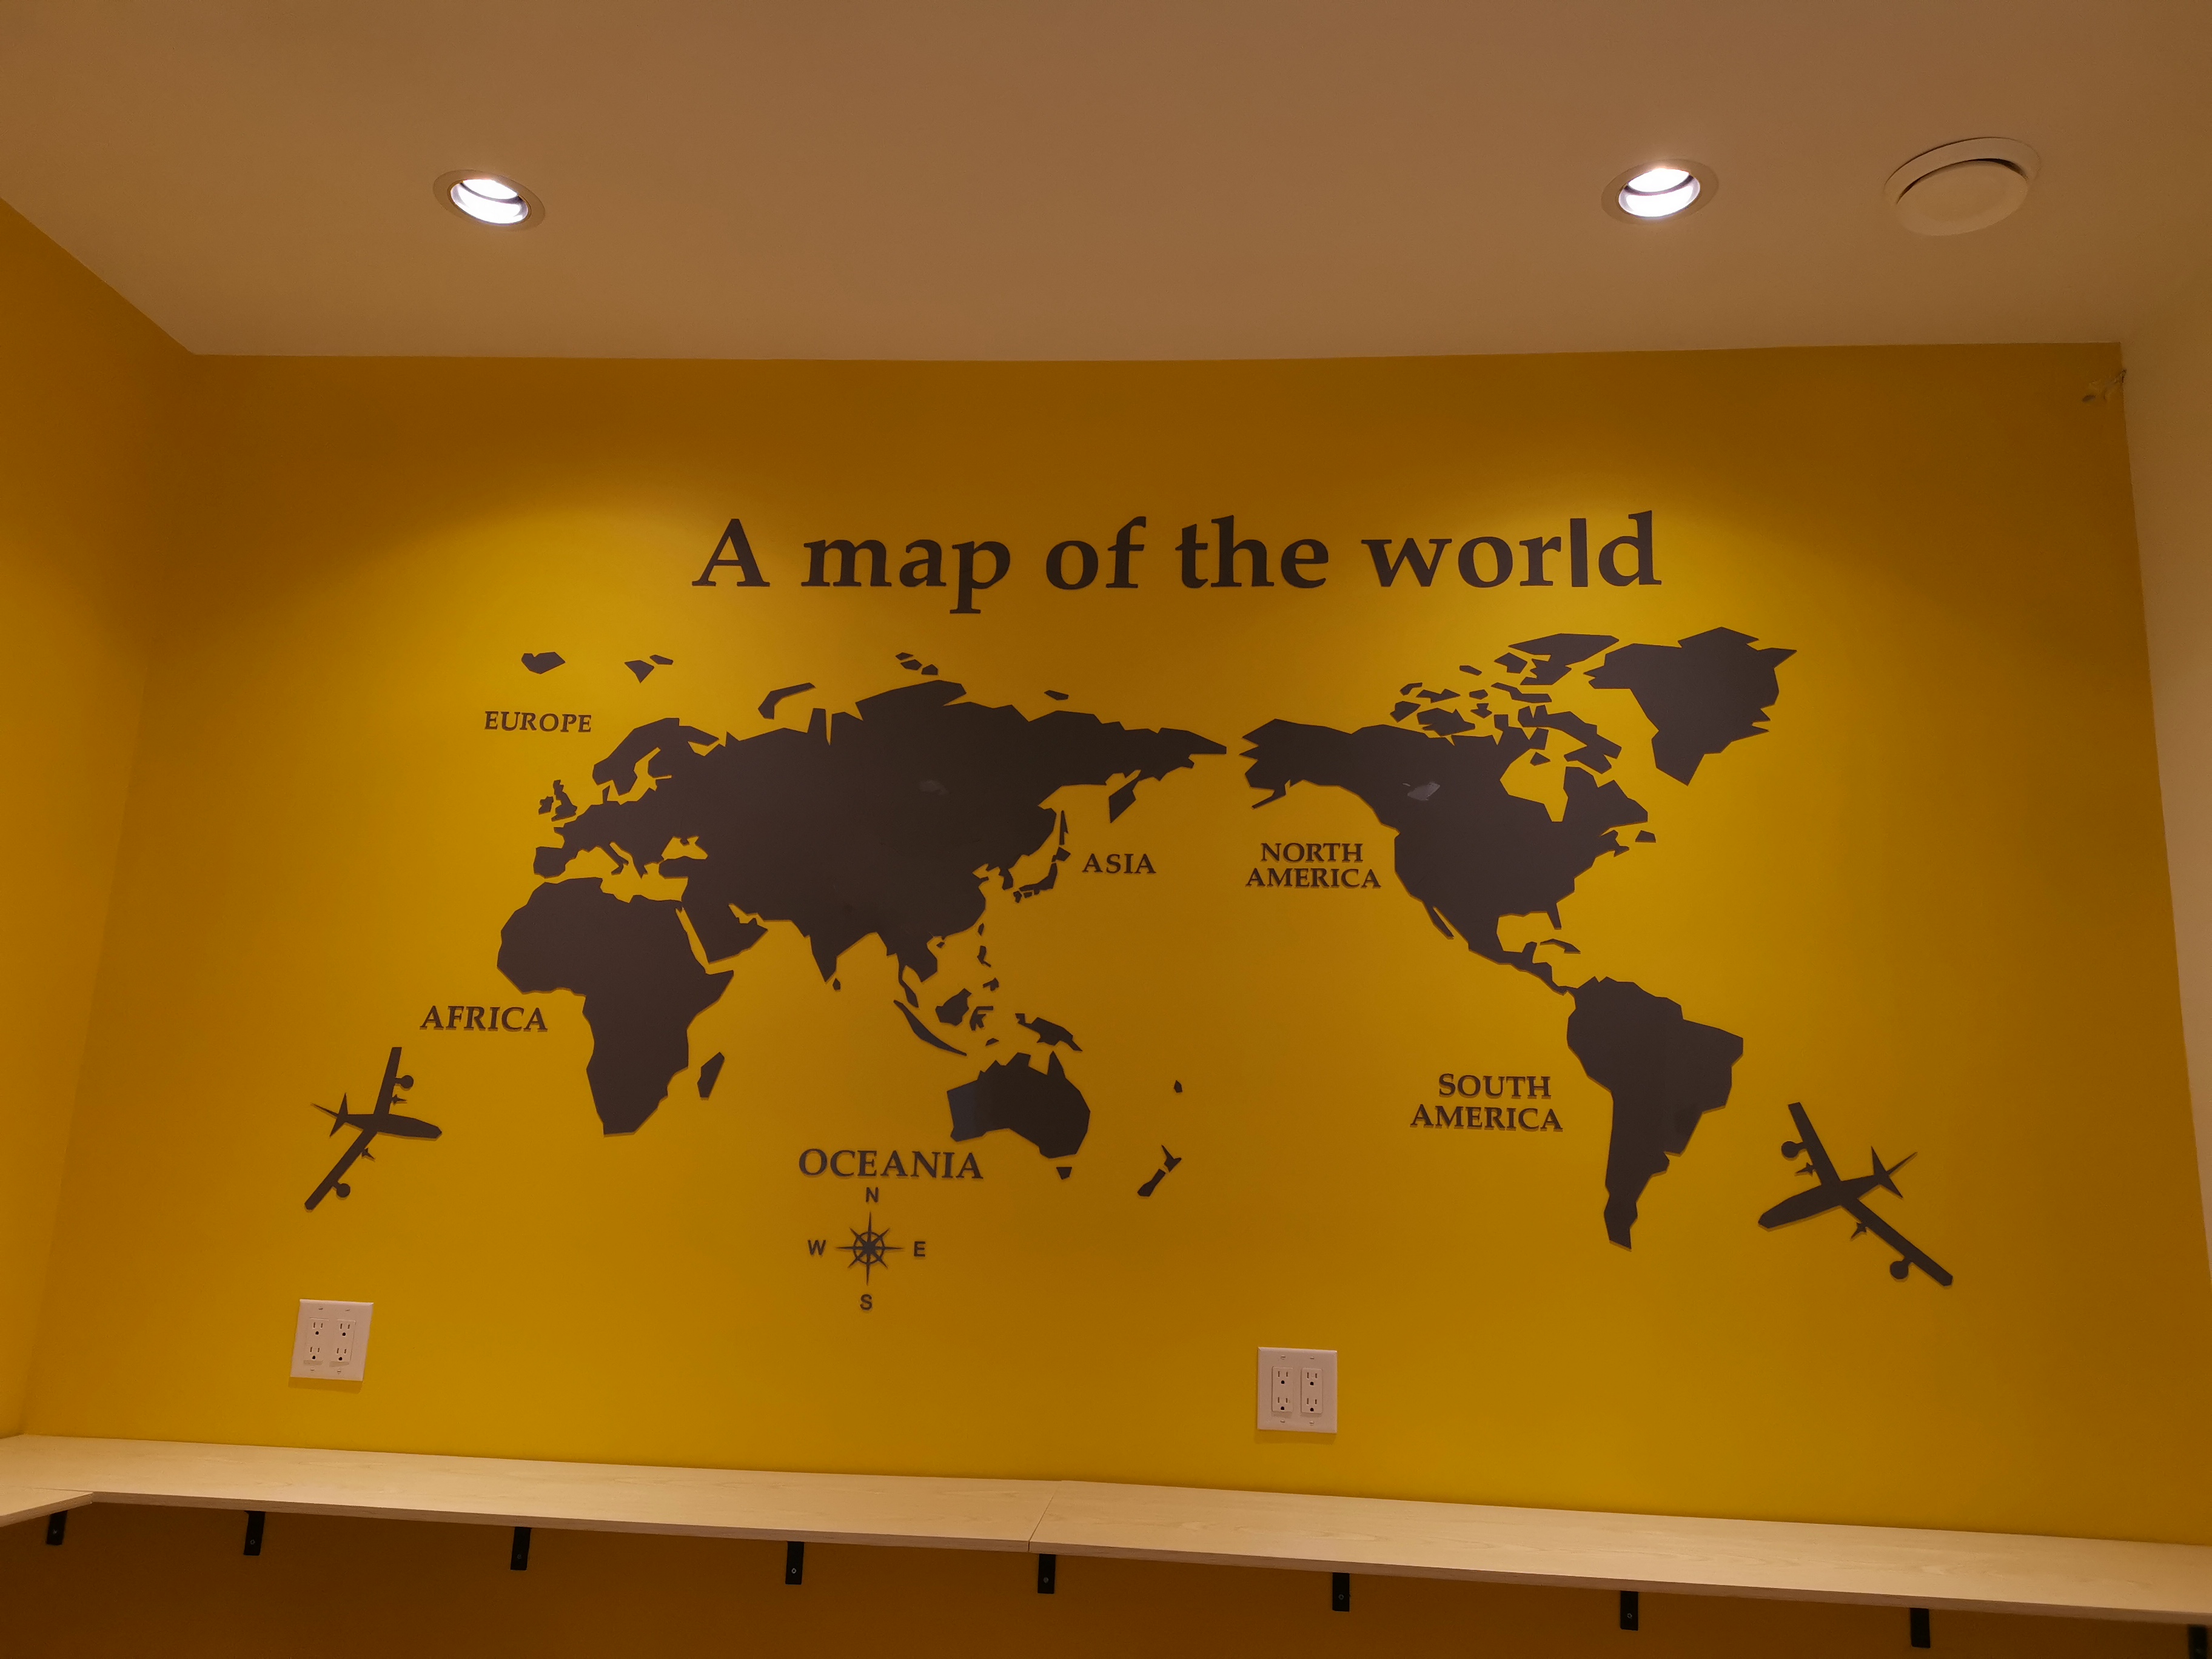 A map of the world
EUROPE
ASIA
NORTH
AMERICA
AFRICA
SOUTH
AMERICA
OCEANIA
N
W E
S